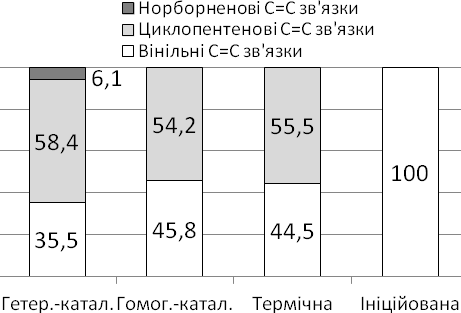 Норборненові C=C зв'язки
Циклопентенові C=C зв'язки
Вінільні C=C зв'язки
6,1
58,4
54,2
55,5
100
35,5
45,8
44,5
Гетер.-катал. Гомог.-катал. Термічна Ініційована